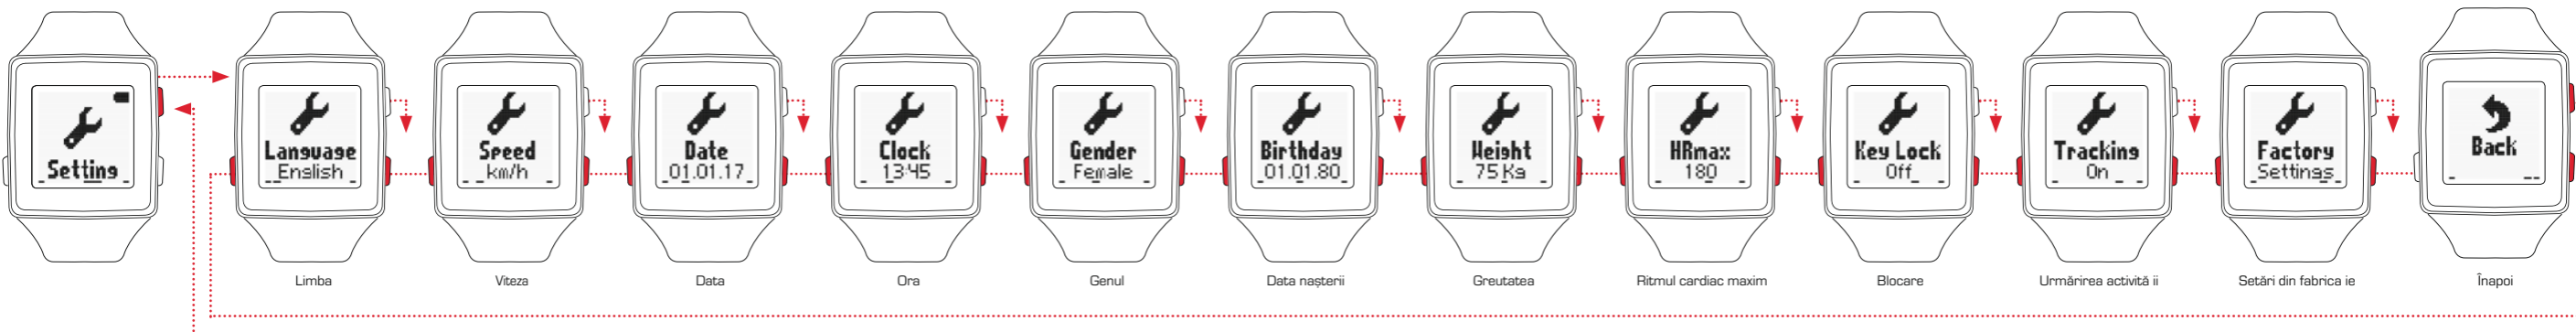 Setting
Language
English
Limba
Speed
km/h
Viteza
Date
01.01.17
Data
Clock
13:45
Ora
Gender
Female
Genul
Birthday
01.01.80
Data nașterii
Weight
75 Kg
Greutatea
HRmax
180
Ritmul cardiac maxim
Key Lock
Off
Blocare
Tracking
On
Urmărirea activită ii
Factory
Settings
Setări din fabrica ie
Back
Înapoi